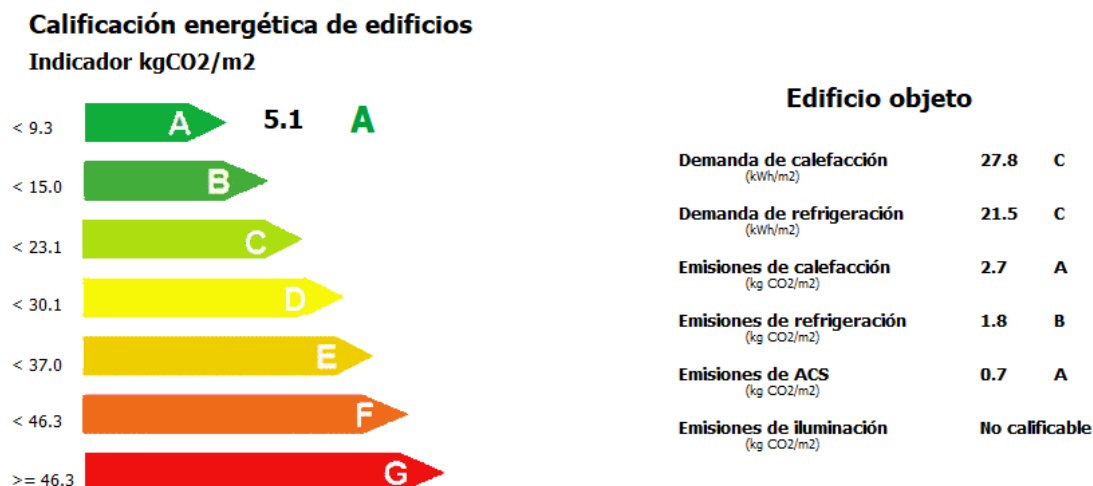 Calificación energética de edificios
Indicador kgCO2/m2
< 9.3 A 5.1 A
< 15.0 B
< 23.1 C
< 30.1 D
< 37.0 E
< 46.3 F
>= 46.3 G
Edificio objeto
Demanda de calefacción 27.8 C
(kWh/m2)
Demanda de refrigeración 21.5 C
(kWh/m2)
Emisiones de calefacción 2.7 A
(kg CO2/m2)
Emisiones de refrigeración 1.8 B
(kg CO2/m2)
Emisiones de ACS 0.7 A
(kg CO2/m2)
Emisiones de iluminación No calificable
(kg CO2/m2)